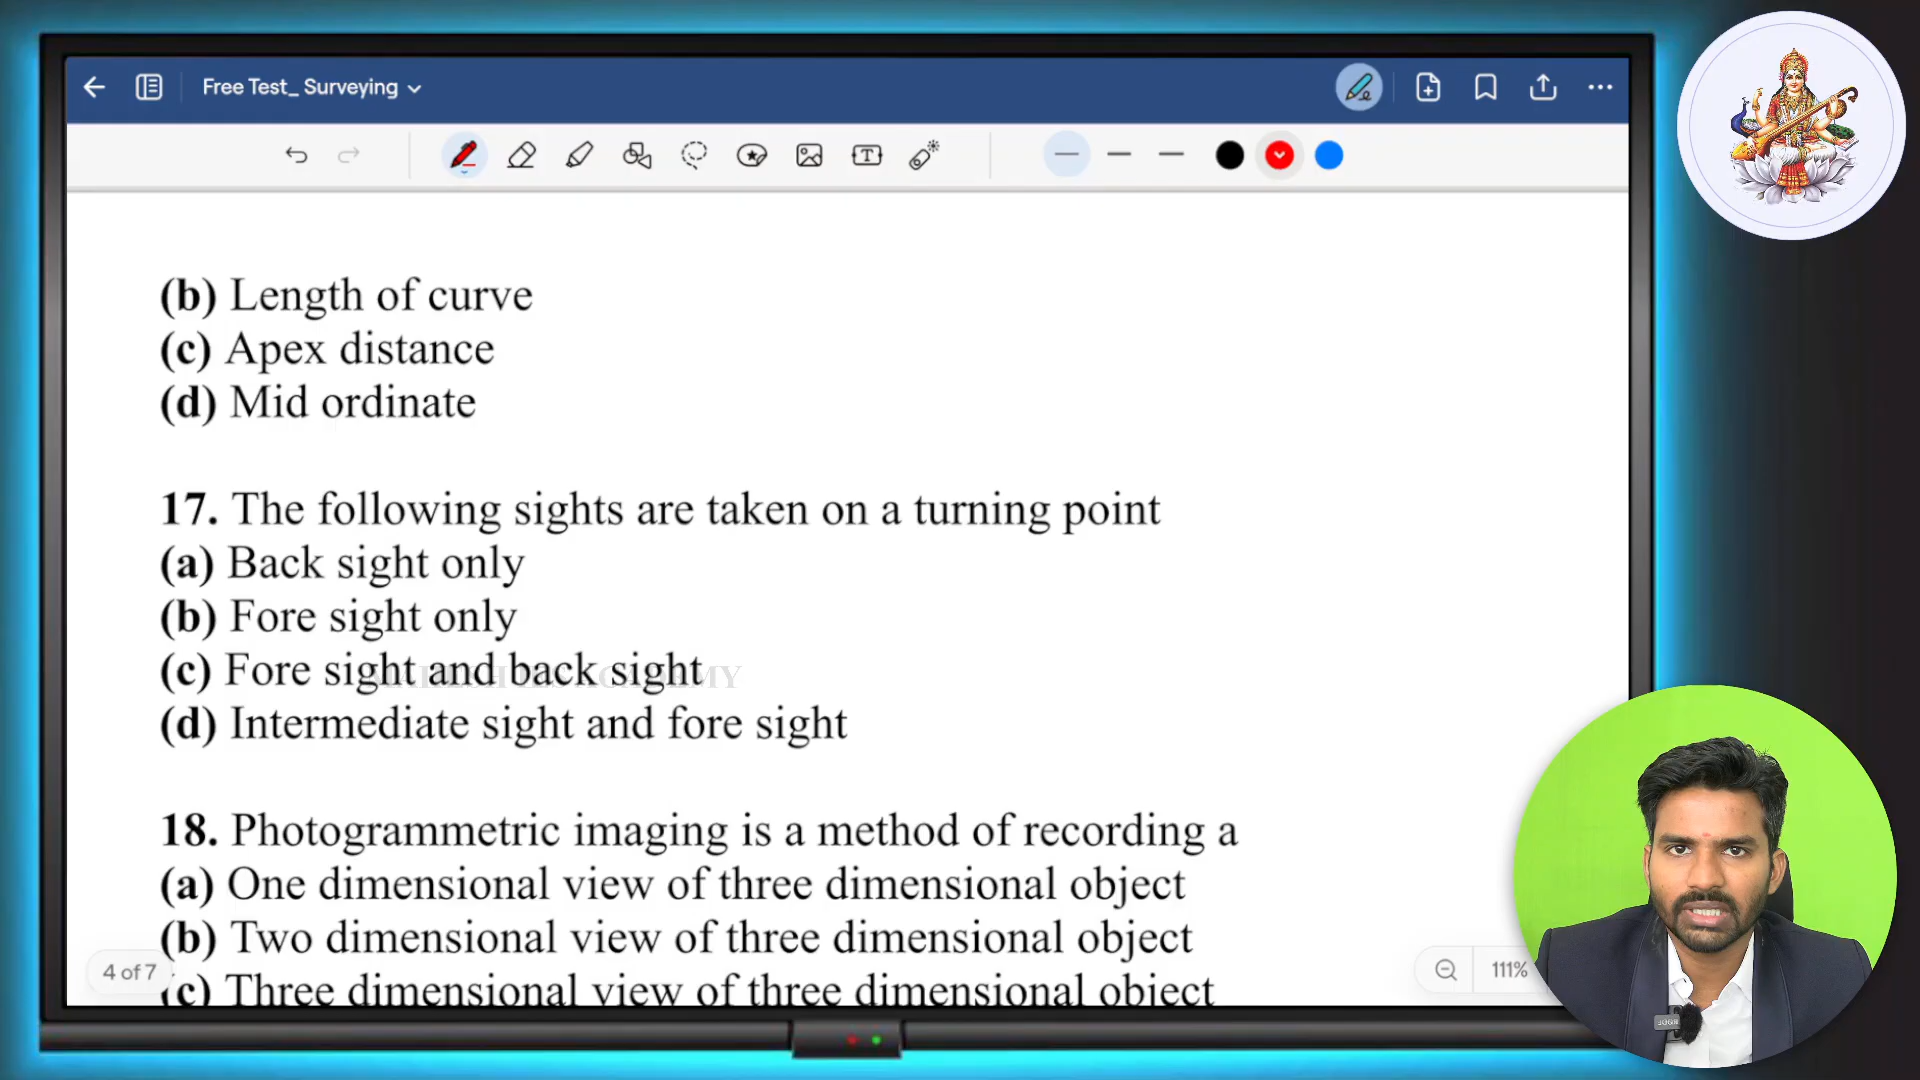 Free Test_ Surveying
(b) Length of curve
(c) Apex distance
(d) Mid ordinate
17. The following sights are taken on a turning point
(a) Back sight only
(b) Fore sight only
(c) Fore sight and back sight
(d) Intermediate sight and fore sight
18. Photogrammetric imaging is a method of recording a
(a) One dimensional view of three dimensional object
(b) Two dimensional view of three dimensional object
(c) Three dimensional view of three dimensional object
4 of 7
111%